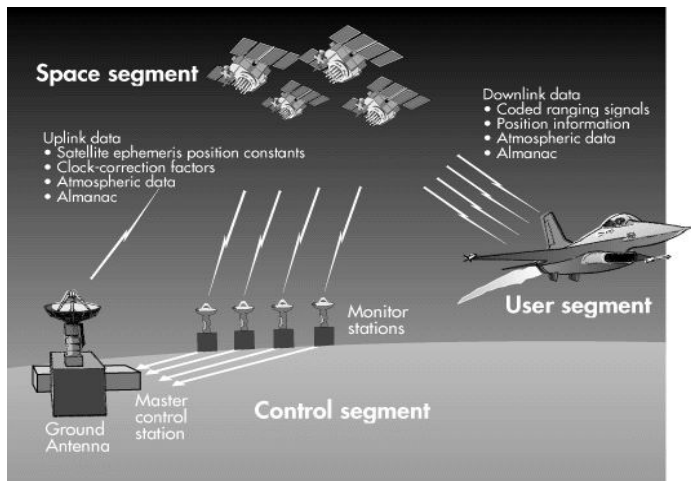 Space segment
Uplink data
• Satellite ephemeris position constants
• Clock-correction factors
• Atmospheric data
• Almanac
Downlink data
• Coded ranging signals
• Position information
• Atmospheric data
• Almanac
User segment
Monitor
stations
Ground
Antenna
Master
control
station
Control segment